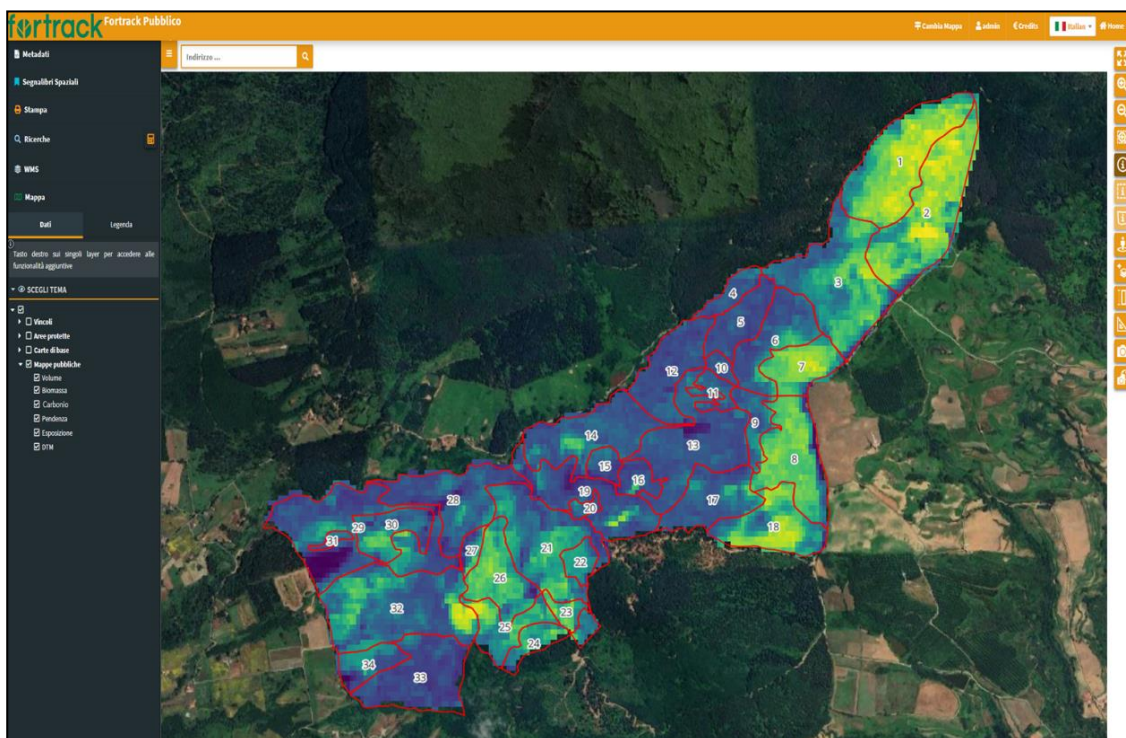 fortrack Fortrack Pubblico
Cambia Mappa admin Credits Italian Home
Metadati
Segnalibri Spaziali
Stampa
Ricerche
WMS
Mappa
Dati Legenda
Tasto destro sui singoli layer per accedere alle
funzionalità aggiuntive
SCEGLI TEMA
Vincoli
Aree protette
Carte di base
Mappe pubbliche
Volume
Biomassa
Carbonio
Pendenza
Esposizione
DTM
Indirizzo ...
1
2
3
4
5
6
7
10
12
11
9
14
13
8
15
16
19
17
28
20
18
29
30
31
27
21
22
26
32
23
25
24
34
33